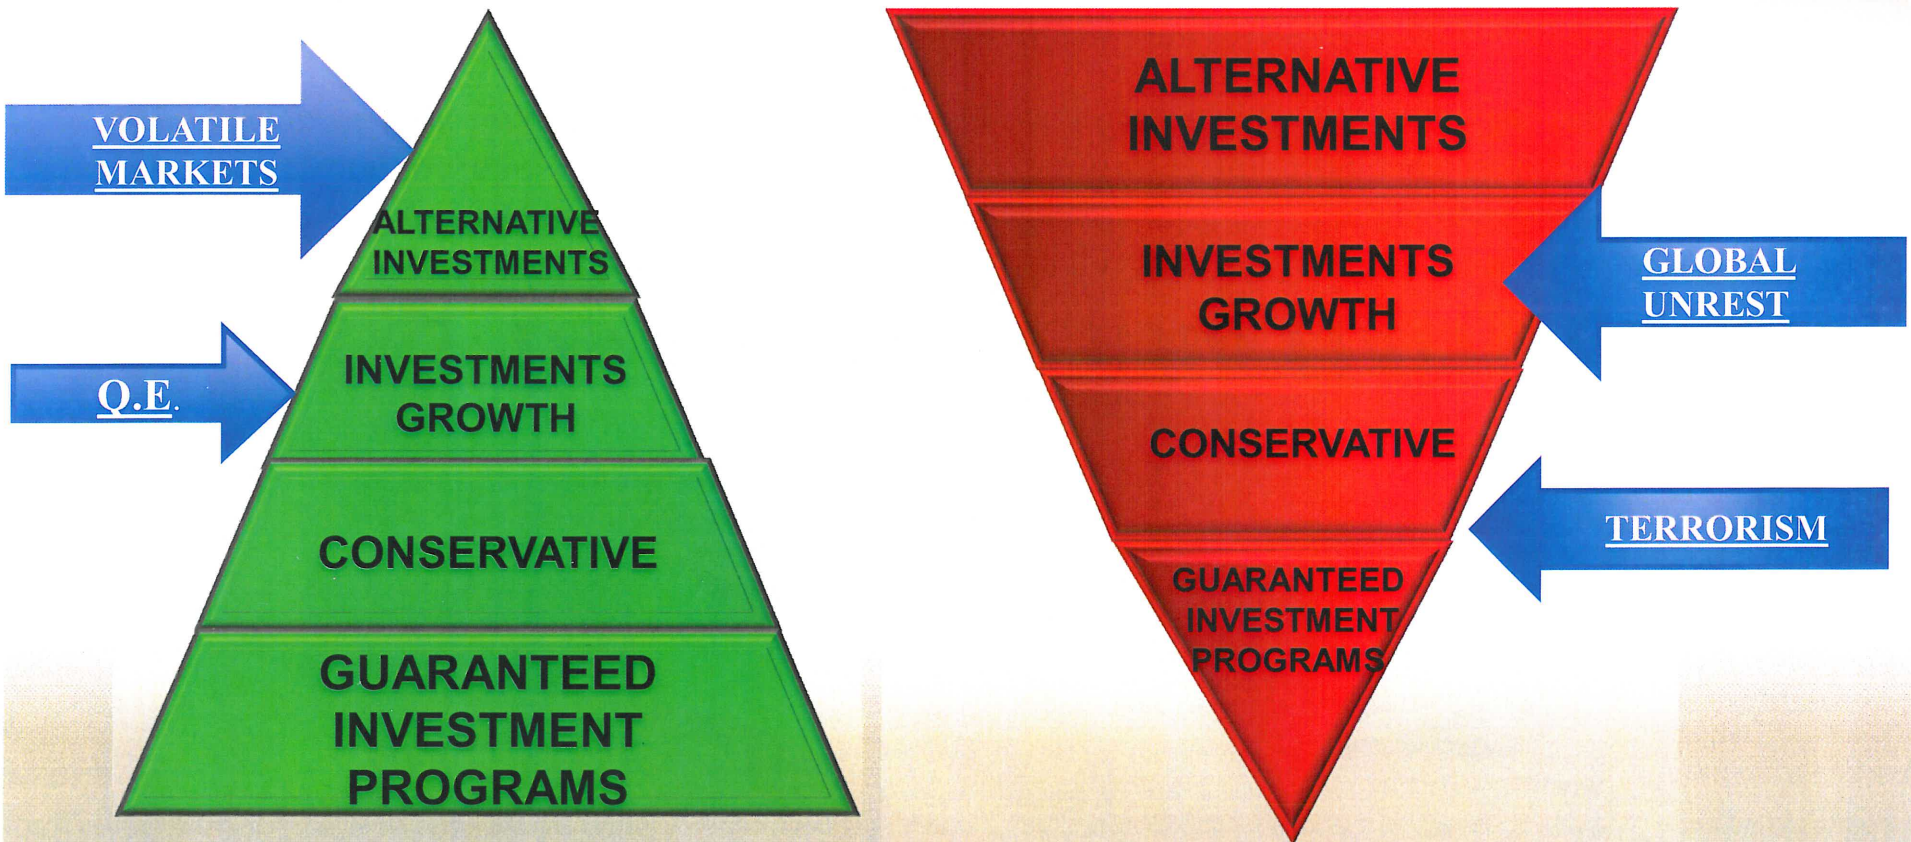 VOLATILE
MARKETS
ALTERNATIVE
INVESTMENTS
Q.E.
INVESTMENTS
GROWTH
CONSERVATIVE
GUARANTEED
INVESTMENT
PROGRAMS
ALTERNATIVE
INVESTMENTS
INVESTMENTS
GROWTH
GLOBAL
UNREST
CONSERVATIVE
TERRORISM
GUARANTEED
INVESTMENT
PROGRAMS